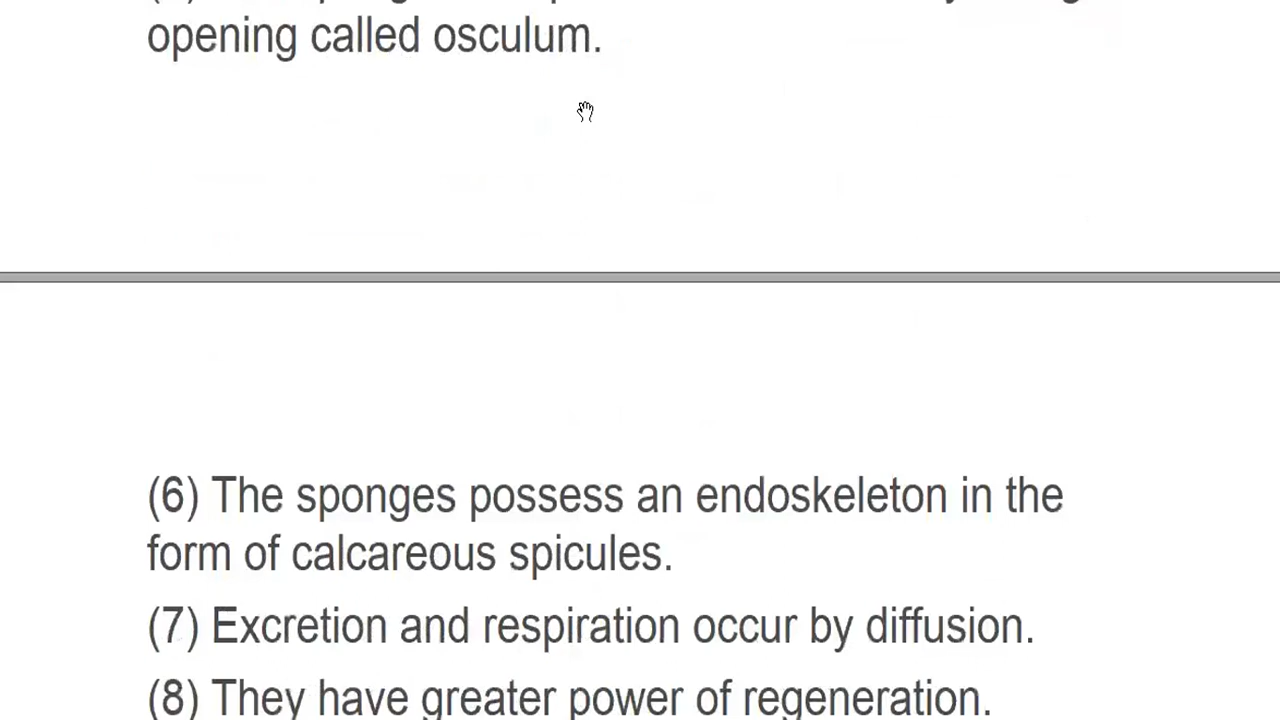 opening called osculum.
(6) The sponges possess an endoskeleton in the
form of calcareous spicules.
(7) Excretion and respiration occur by diffusion.
(8) They have greater power of regeneration.